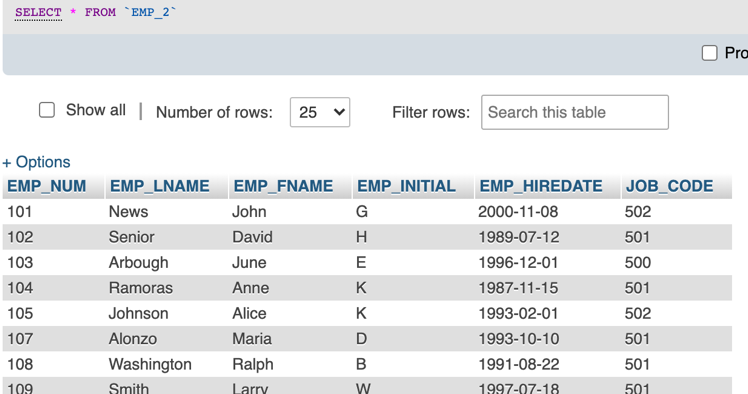 SELECT * FROM `EMP_2`
Pro
Show all | Number of rows: 25 Filter rows: Search this table
+ Options
EMP_NUM EMP_LNAME EMP_FNAME EMP_INITIAL EMP_HIREDATE JOB_CODE
101 News John G 2000-11-08 502
102 Senior David H 1989-07-12 501
103 Arbough June E 1996-12-01 500
104 Ramoras Anne K 1987-11-15 501
105 Johnson Alice K 1993-02-01 502
107 Alonzo Maria D 1993-10-10 501
108 Washington Ralph B 1991-08-22 501
109 Smith Larry W 1997-07-18 501